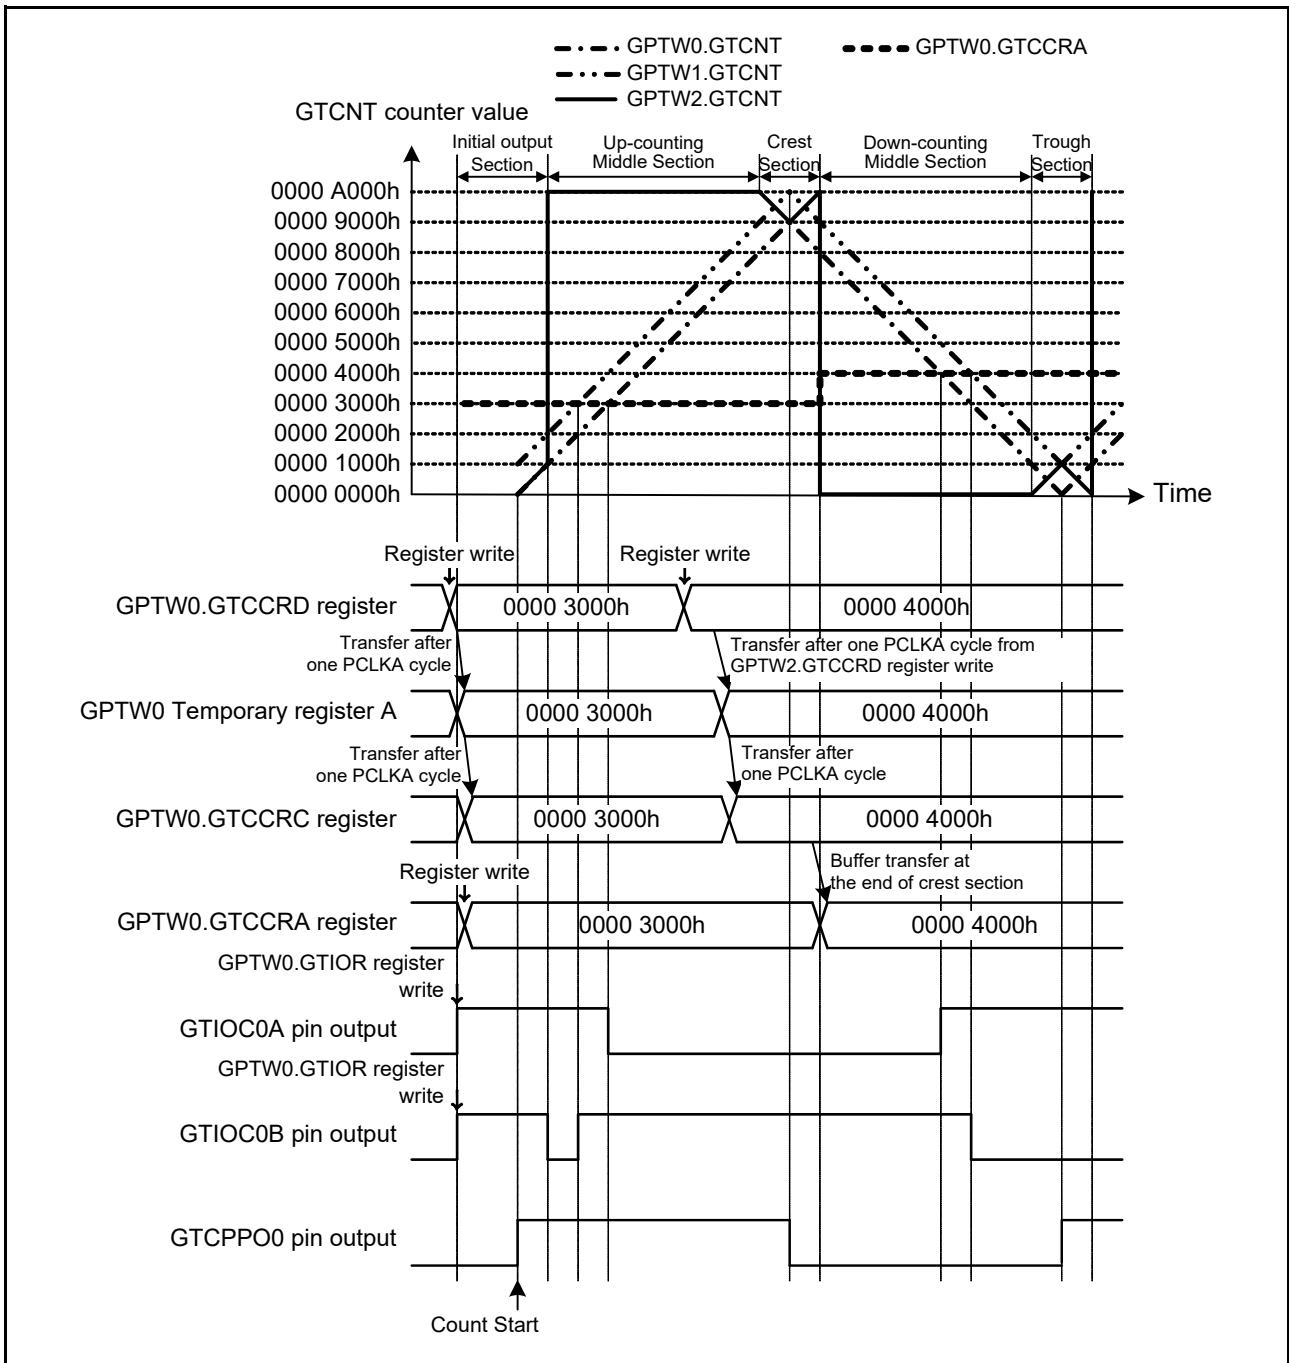 GPTW0.GTCNT
GPTW0.GTCCRA
GPTW1.GTCNT
GPTW2.GTCNT
GTCNT counter value
Initial output
Section
Up-counting
Middle Section
Crest
Section
Down-counting
Middle Section
Trough
Section
0000 A000h
0000 9000h
0000 8000h
0000 7000h
0000 6000h
0000 5000h
0000 4000h
0000 3000h
0000 2000h
0000 1000h
0000 0000h
Time
Register write
Register write
GPTW0.GTCCRD register
0000 3000h
0000 4000h
Transfer after
one PCLKA cycle
Transfer after one PCLKA cycle from
GPTW2.GTCCRD register write
GPTW0 Temporary register A
0000 3000h
0000 4000h
Transfer after
one PCLKA cycle
Transfer after
one PCLKA cycle
GPTW0.GTCCRC register
0000 3000h
0000 4000h
Register write
Buffer transfer at
the end of crest section
GPTW0.GTCCRA register
0000 3000h
0000 4000h
GPTW0.GTIOR register
write
GTIOC0A pin output
GPTW0.GTIOR register
write
GTIOC0B pin output
GTCPPO0 pin output
Count Start